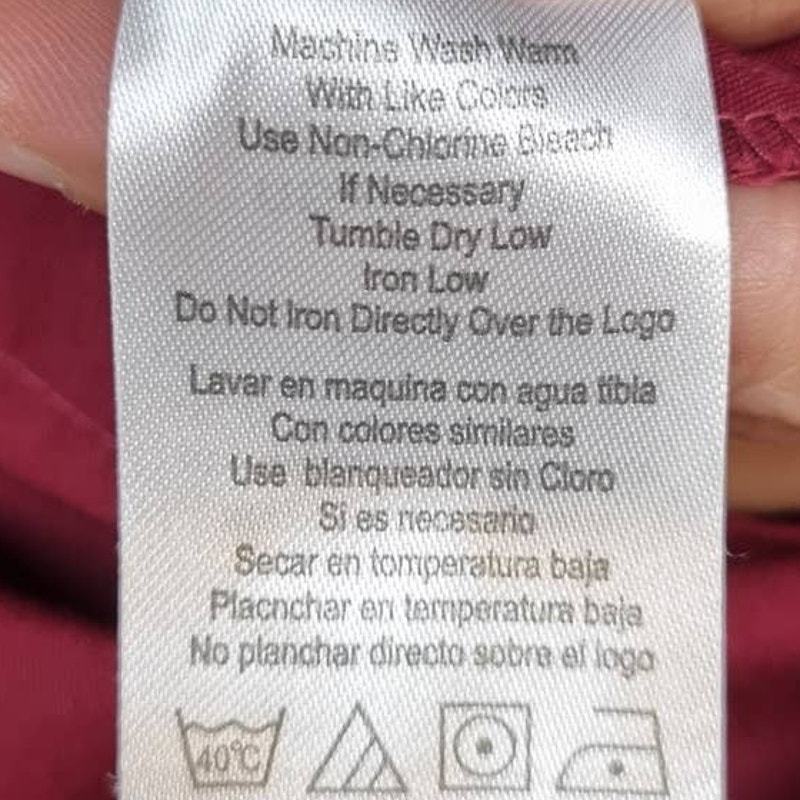 Machine Wash Warm
With Like Colors
Use Non-Chlorine Bleach
If Necessary
Tumble Dry Low
Iron Low
Do Not Iron Directly Over the Logo
Lavar en maquina con agua tibia
Con colores similares
Use blanqueador sin Cloro
Si es necesario
Secar en tomperatura baja
Placnchar en temperatura baja
No planchar directo sobre el logo
40°C